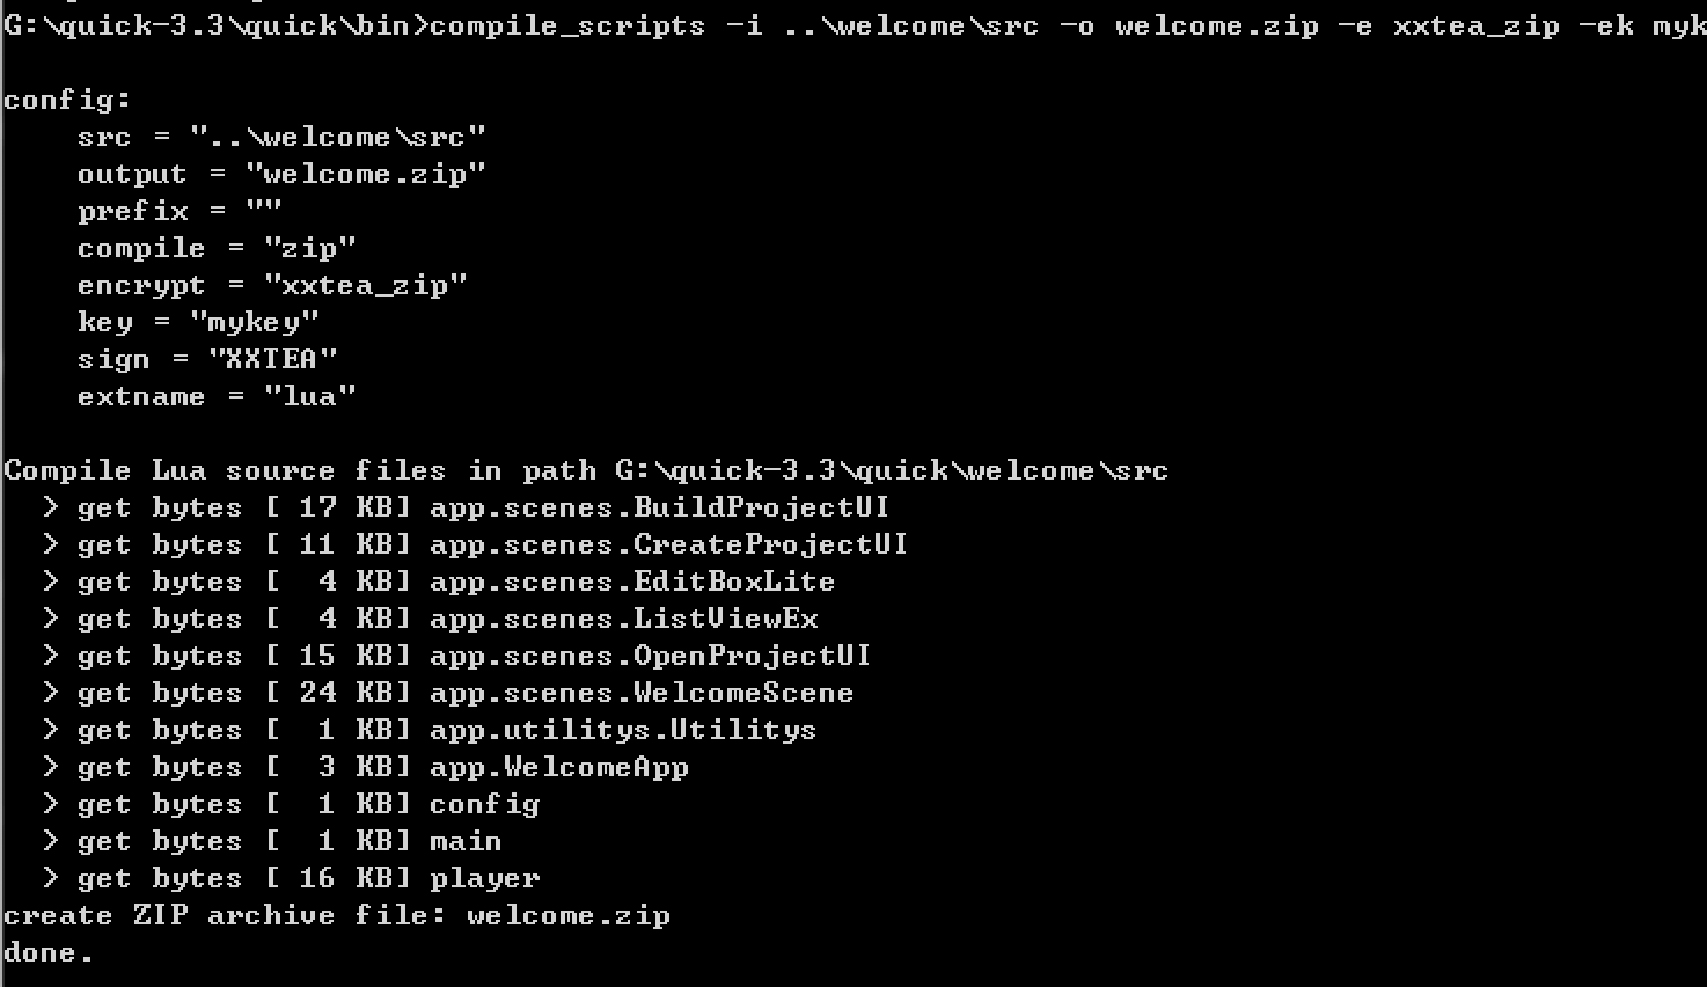 G:\quick-3.3\quick\bin>compile_scripts -i ..\welcome\src -o welcome.zip -e xxtea_zip -ek myk
config:
    src = "..\welcome\src"
    output = "welcome.zip"
    prefix = ""
    compile = "zip"
    encrypt = "xxtea_zip"
    key = "mykey"
    sign = "XXTEA"
    extname = "lua"
Compile Lua source files in path G:\quick-3.3\quick\welcome\src
  > get bytes [ 17 KB] app.scenes.BuildProjectUI
  > get bytes [ 11 KB] app.scenes.CreateProjectUI
  > get bytes [  4 KB] app.scenes.EditBoxLite
  > get bytes [  4 KB] app.scenes.ListViewEx
  > get bytes [ 15 KB] app.scenes.OpenProjectUI
  > get bytes [ 24 KB] app.scenes.WelcomeScene
  > get bytes [  1 KB] app.utilitys.Utilitys
  > get bytes [  3 KB] app.WelcomeApp
  > get bytes [  1 KB] config
  > get bytes [  1 KB] main
  > get bytes [ 16 KB] player
create ZIP archive file: welcome.zip
done.